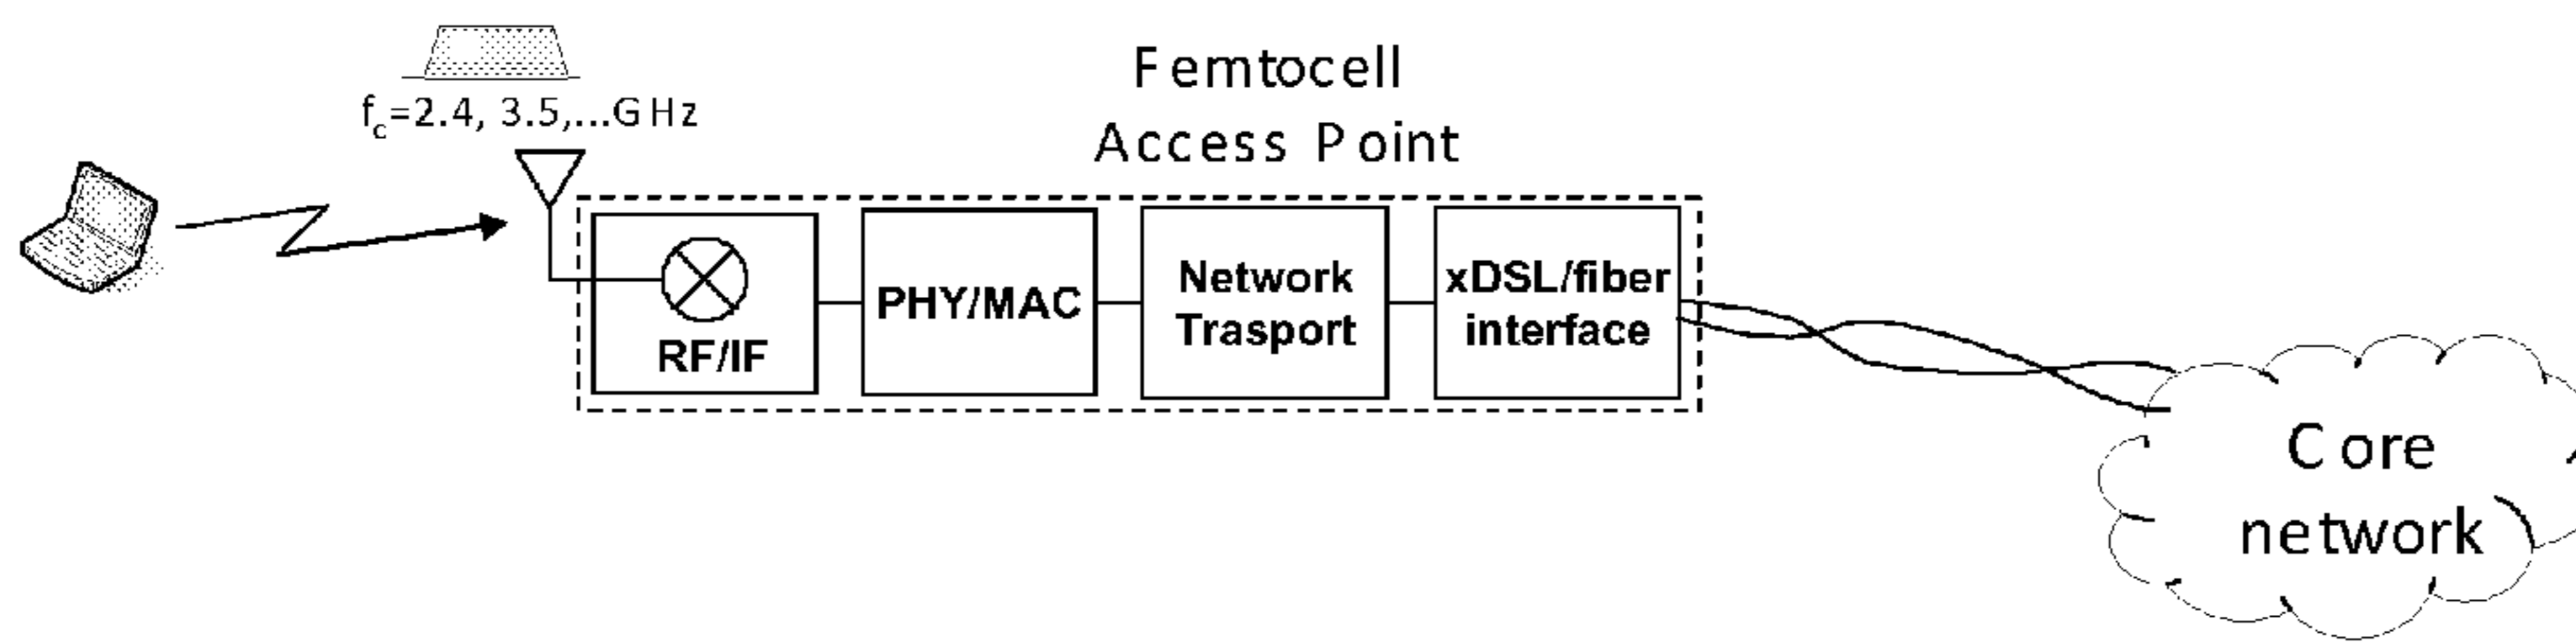 f_c=2.4, 3.5,...GHz
Femtocell
Access Point
RF/IF
PHY/MAC
Network
Trasport
xDSL/fiber
interface
Core
network